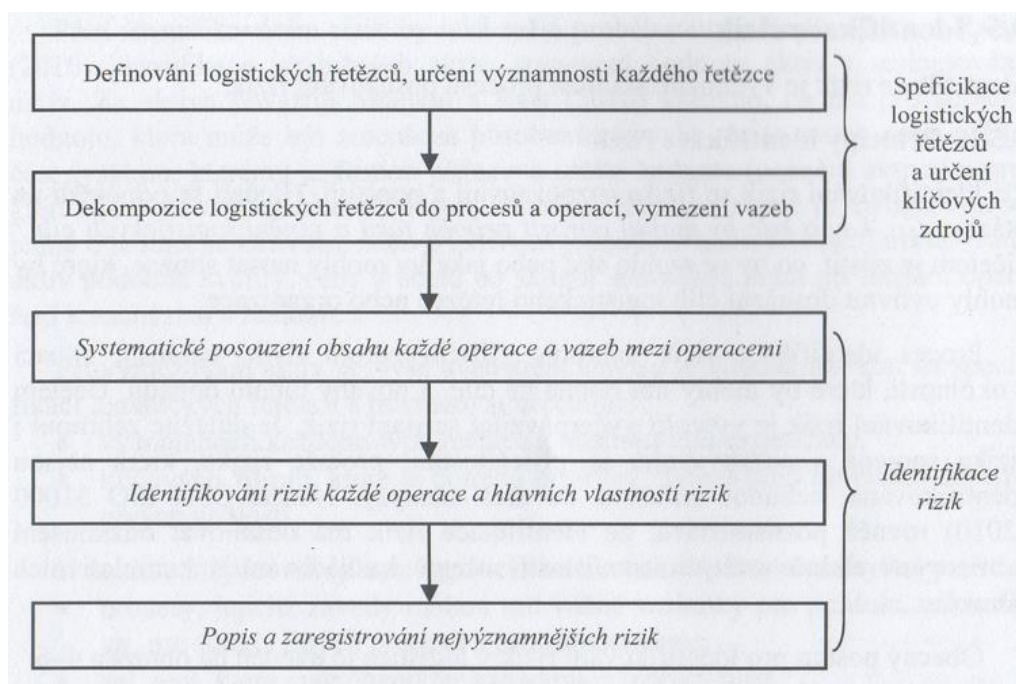 Definování logistických řetězců, určení významnosti každého řetězce
Dekompozice logistických řetězců do procesů a operací, vymezení vazeb
Speficikace
logistických
řetězců
a určení
klíčových
zdrojů
Systematické posouzení obsahu každé operace a vazeb mezi operacemi
Identifikování rizik každé operace a hlavních vlastností rizik
Popis a zaregistrování nejvýznamnějších rizik
Identifikace
rizik